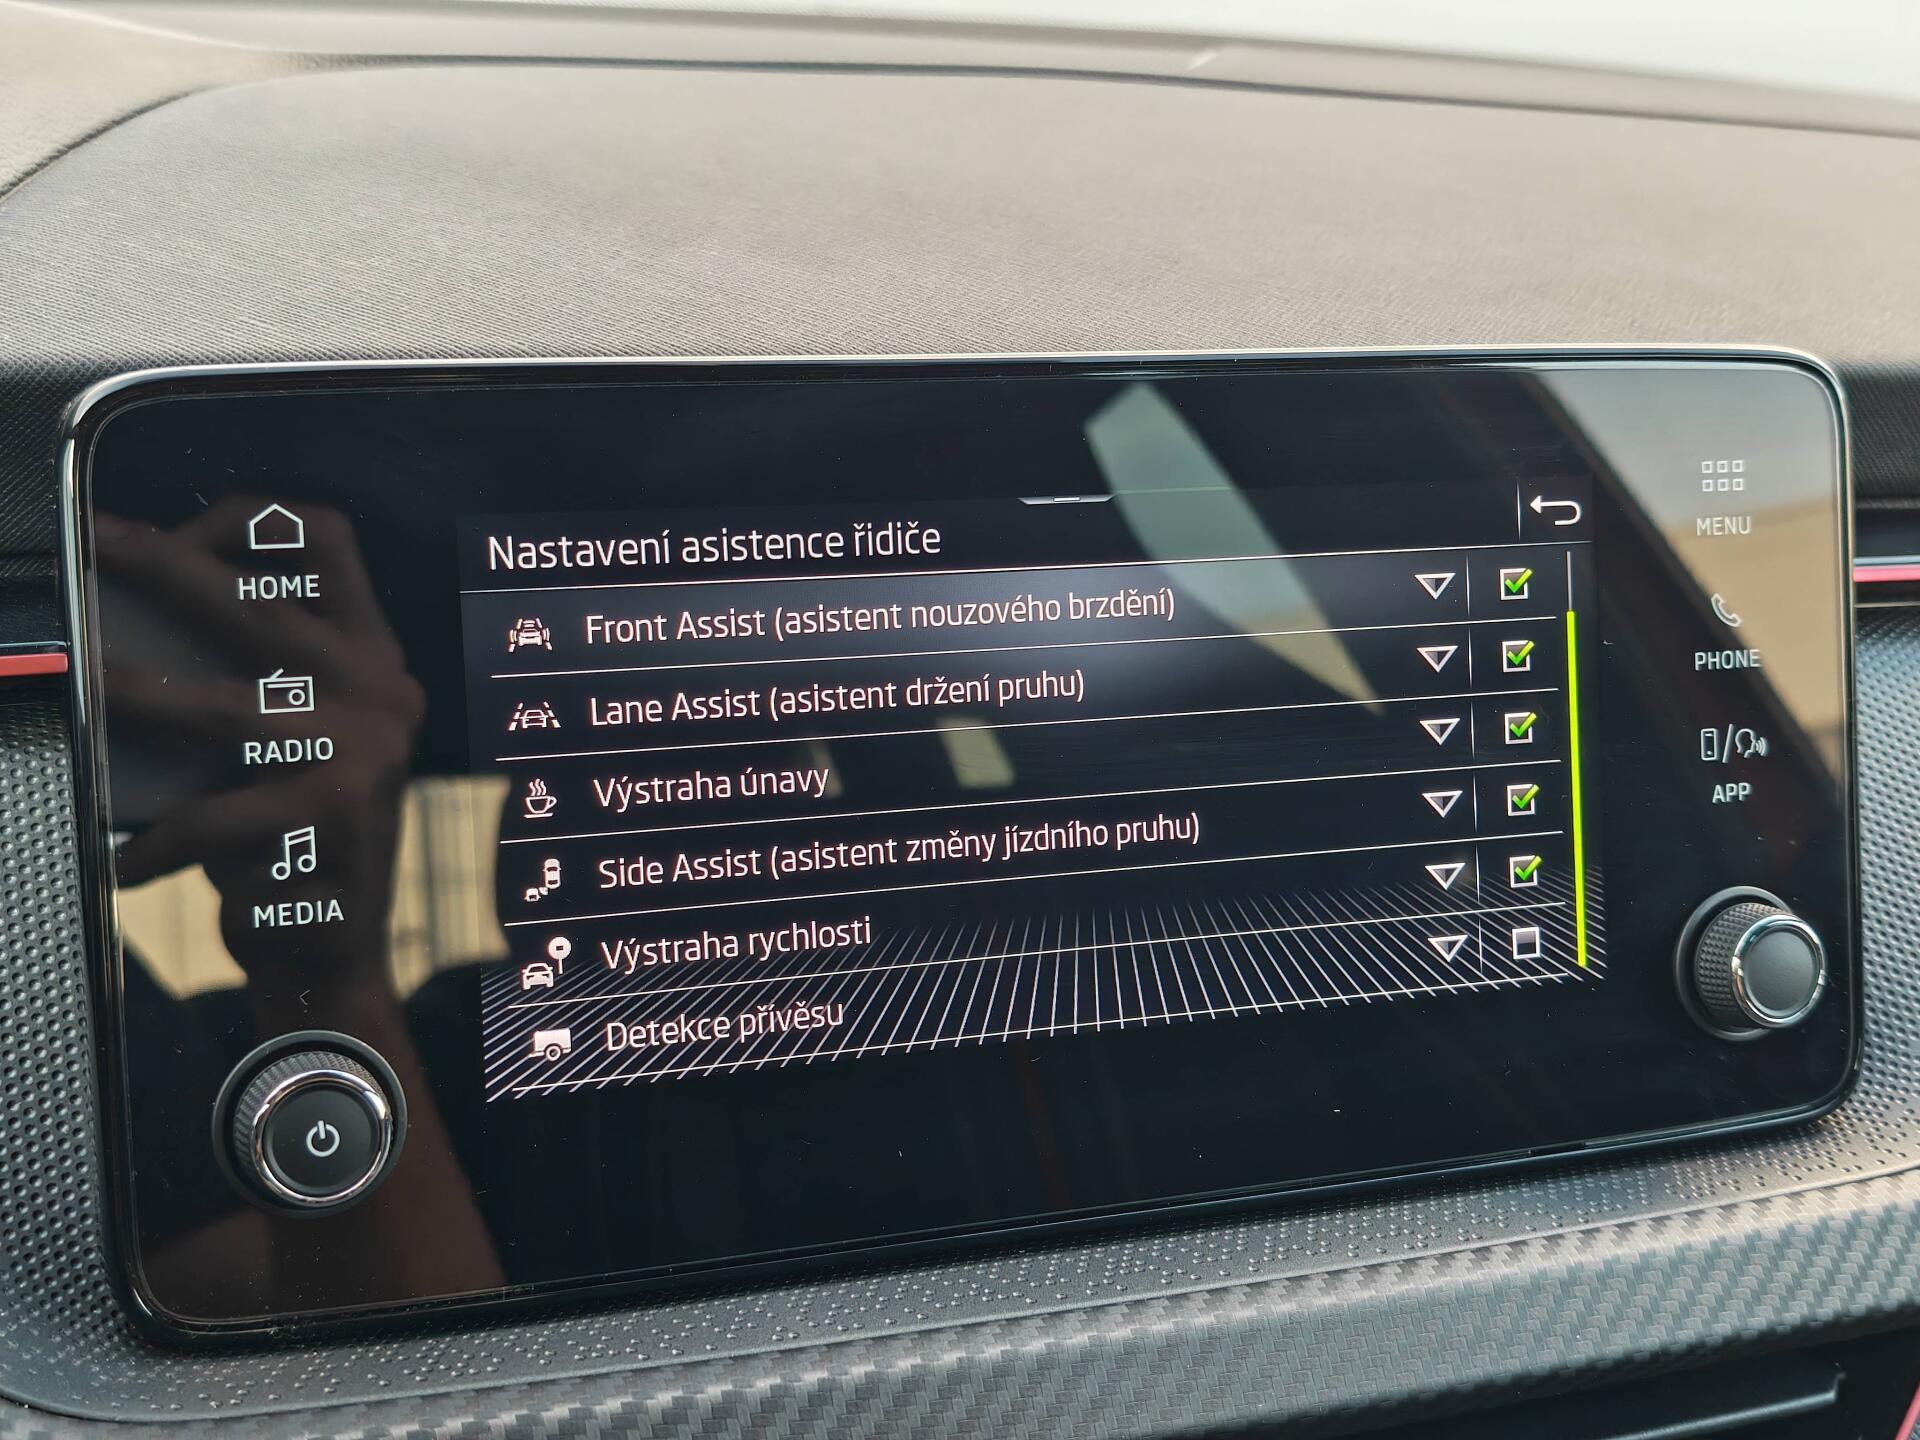 Nastavení asistence řidiče
Front Assist (asistent nouzového brzdění)
Lane Assist (asistent držení pruhu)
Výstraha únavy
Side Assist (asistent změny jízdního pruhu)
Výstraha rychlosti
Detekce přívěsu
HOME
RADIO
MEDIA
MENU
PHONE
APP